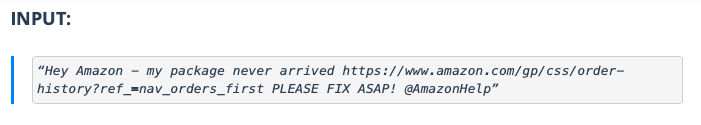 INPUT:
“Hey Amazon – my package never arrived https://www.amazon.com/gp/css/order-
history?ref_=nav_orders_first PLEASE FIX ASAP! @AmazonHelp”